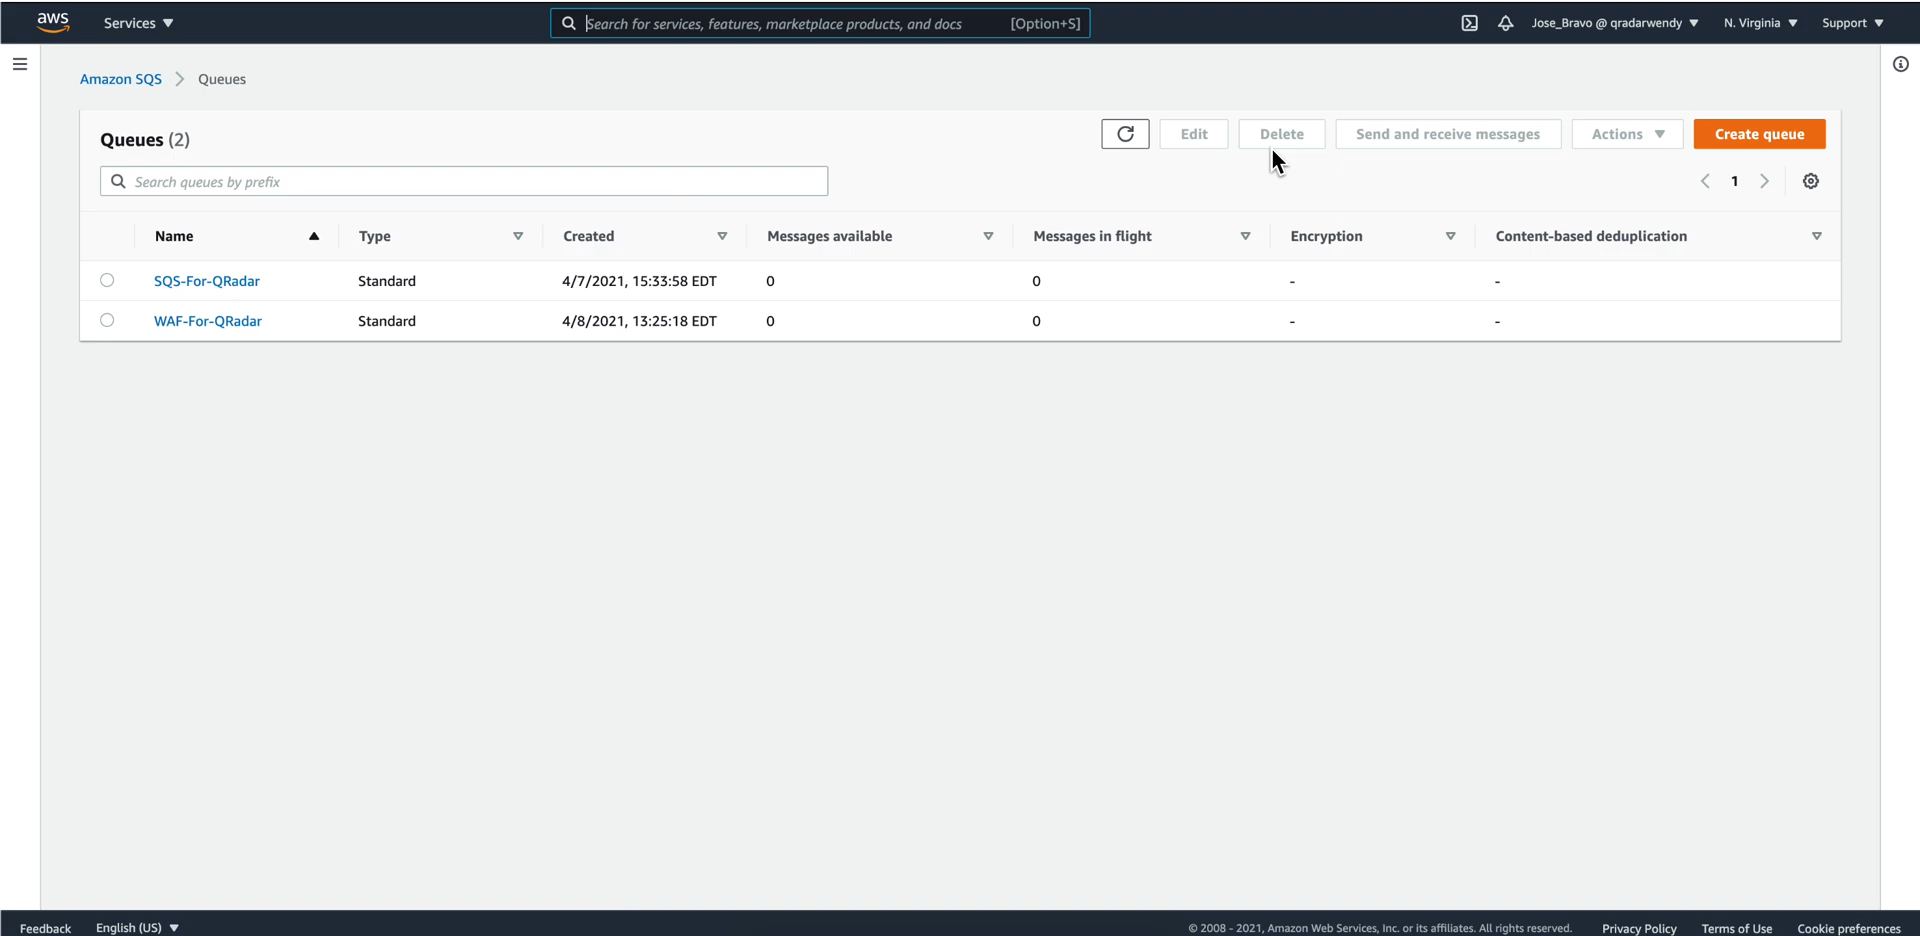 aws Services Search for services, features, marketplace products, and docs [Option+S] Jose_Bravo @ qradarwendy N. Virginia Support
Amazon SQS Queues
Queues (2) Edit Delete Send and receive messages Actions Create queue
Search queues by prefix 1
Name Type Created Messages available Messages in flight Encryption Content-based deduplication
SQS-For-QRadar Standard 4/7/2021, 15:33:58 EDT 0 0 - -
WAF-For-QRadar Standard 4/8/2021, 13:25:18 EDT 0 0 - -
Feedback English (US) © 2008 - 2021, Amazon Web Services, Inc. or its affiliates. All rights reserved. Privacy Policy Terms of Use Cookie preferences